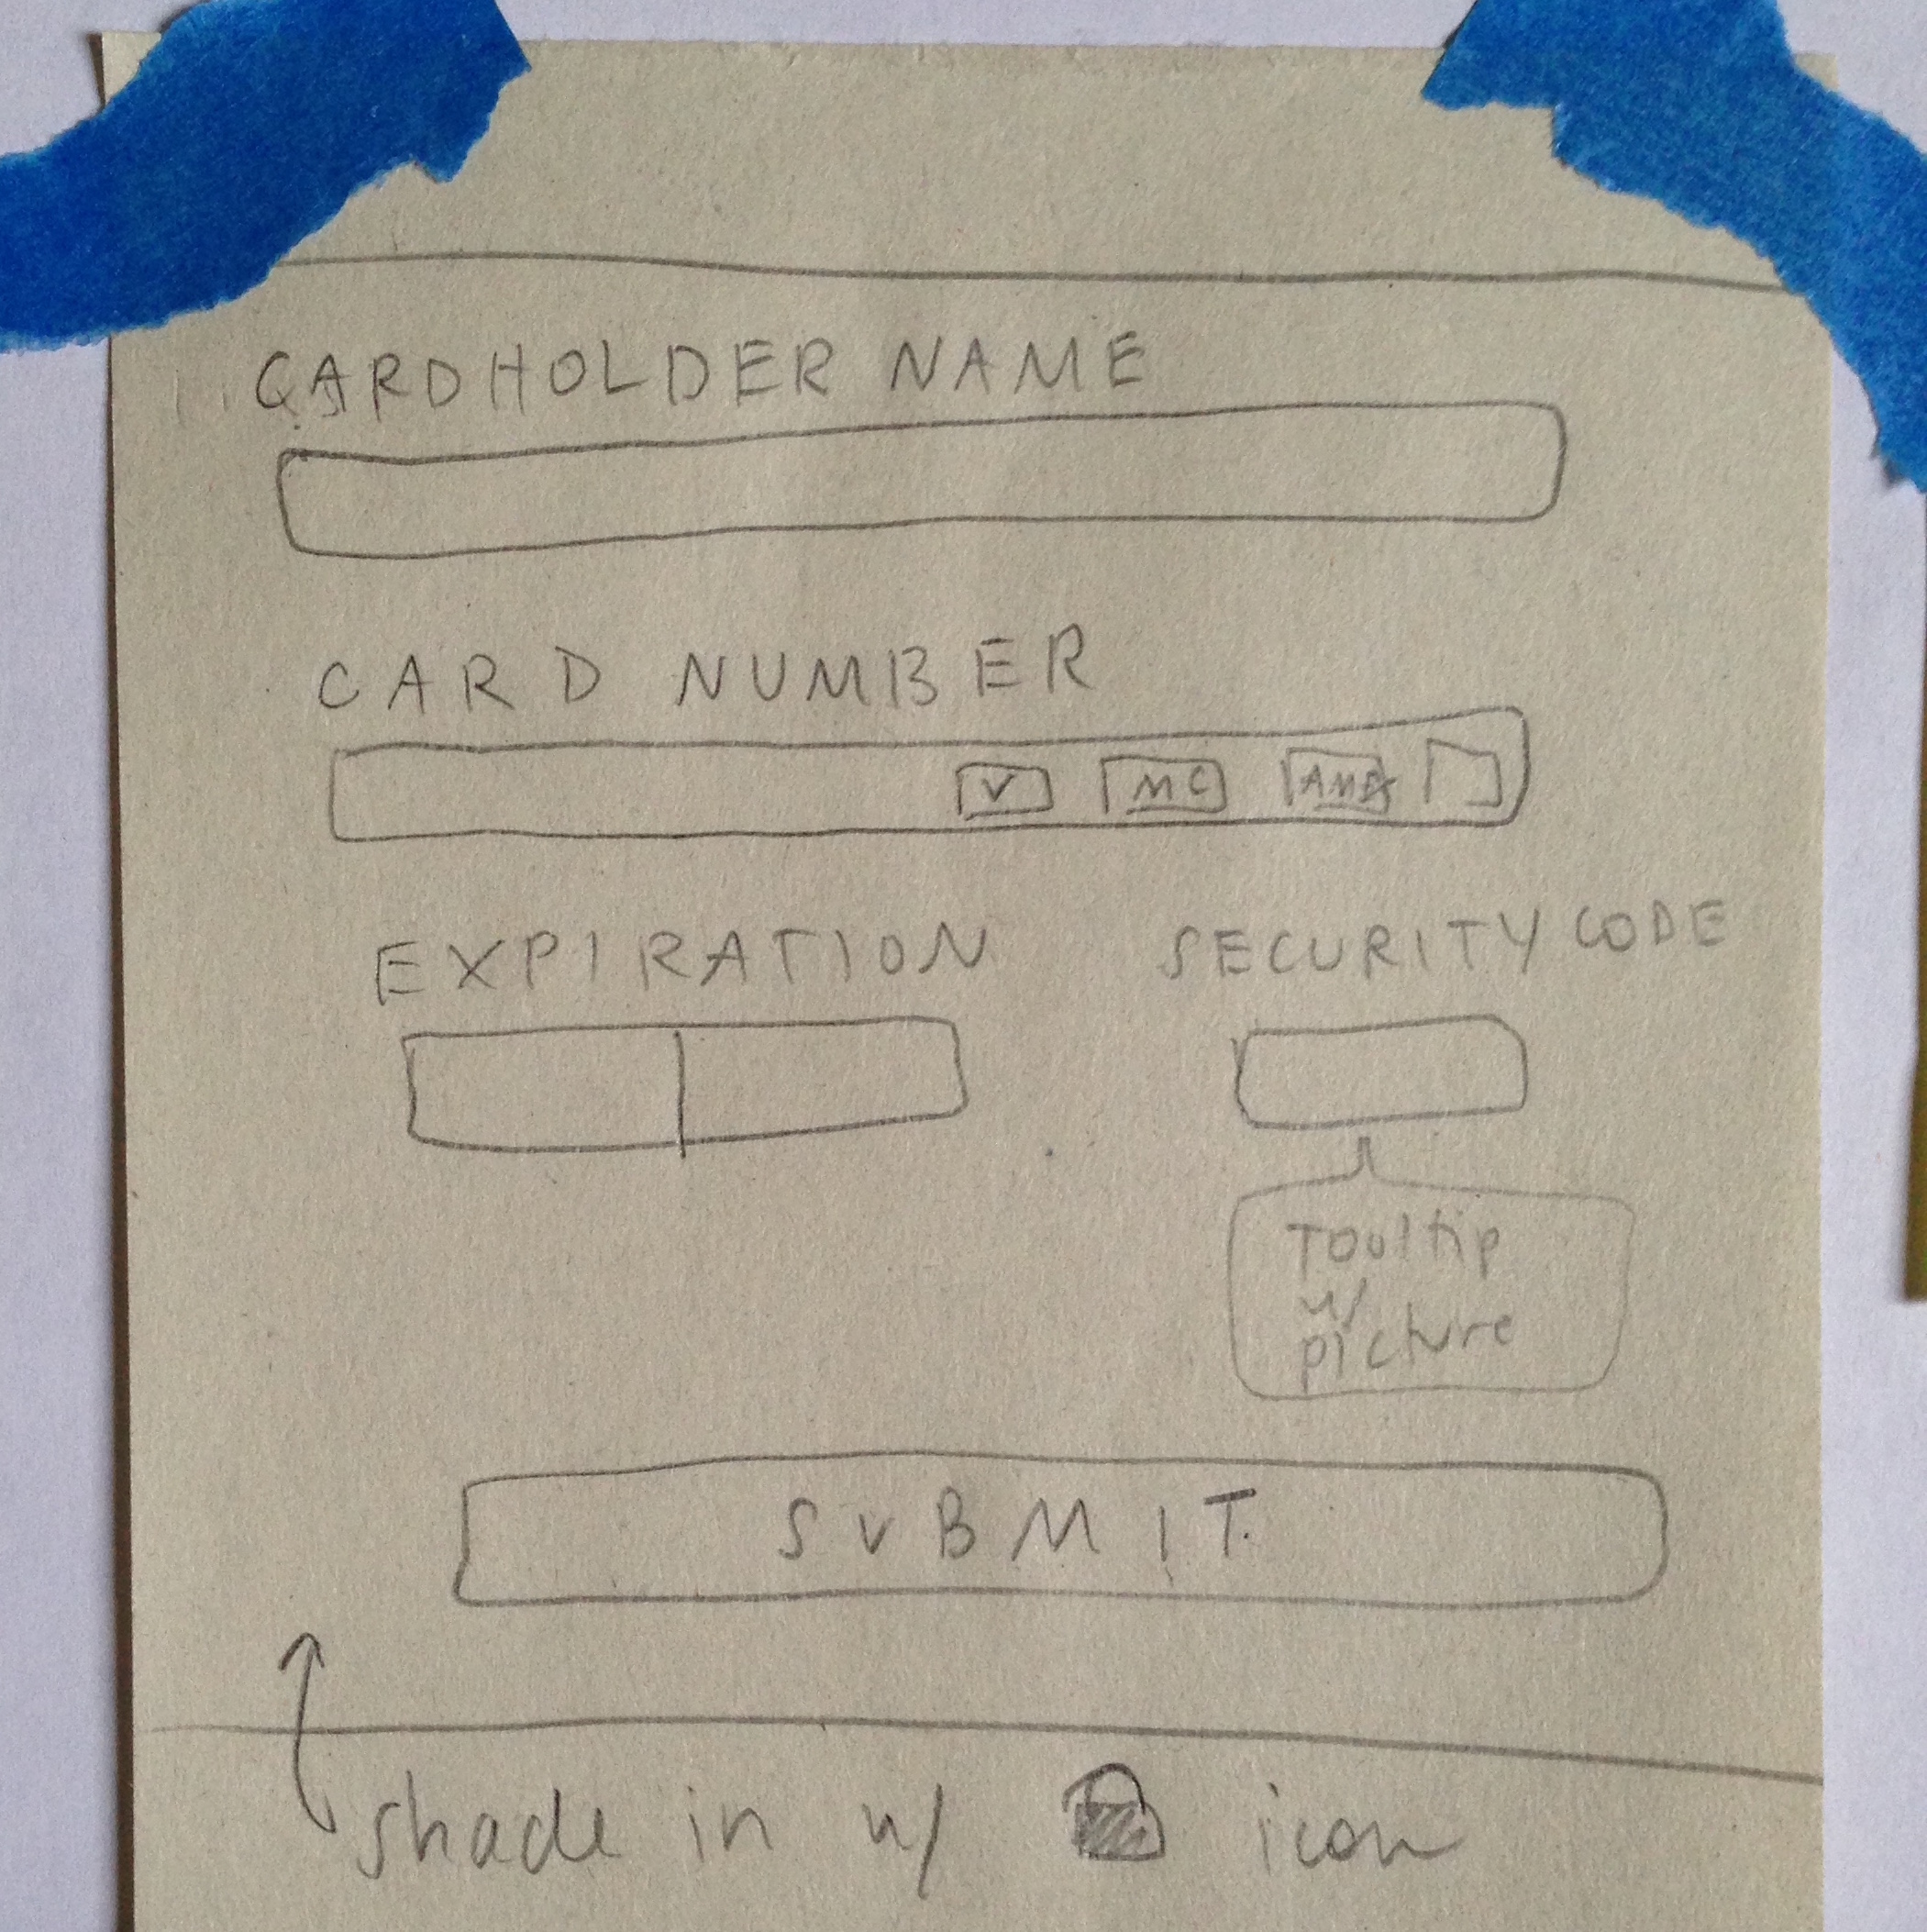 CARDHOLDER NAME
CARD NUMBER
V MC AMEX
EXPIRATION SECURITY CODE
Tooltip
w/
picture
SUBMIT
shade in w/ icon